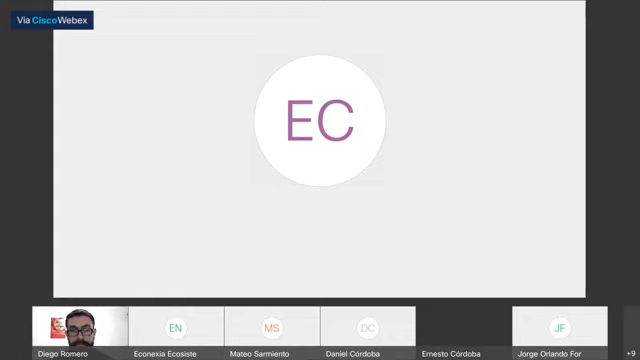 Via CiscoWebex
EC
EN
MS
DC
JF
Diego Romero
Econexia Ecosiste
Mateo Sarmiento
Daniel Córdoba
Ernesto Córdoba
Jorge Orlando For
+9